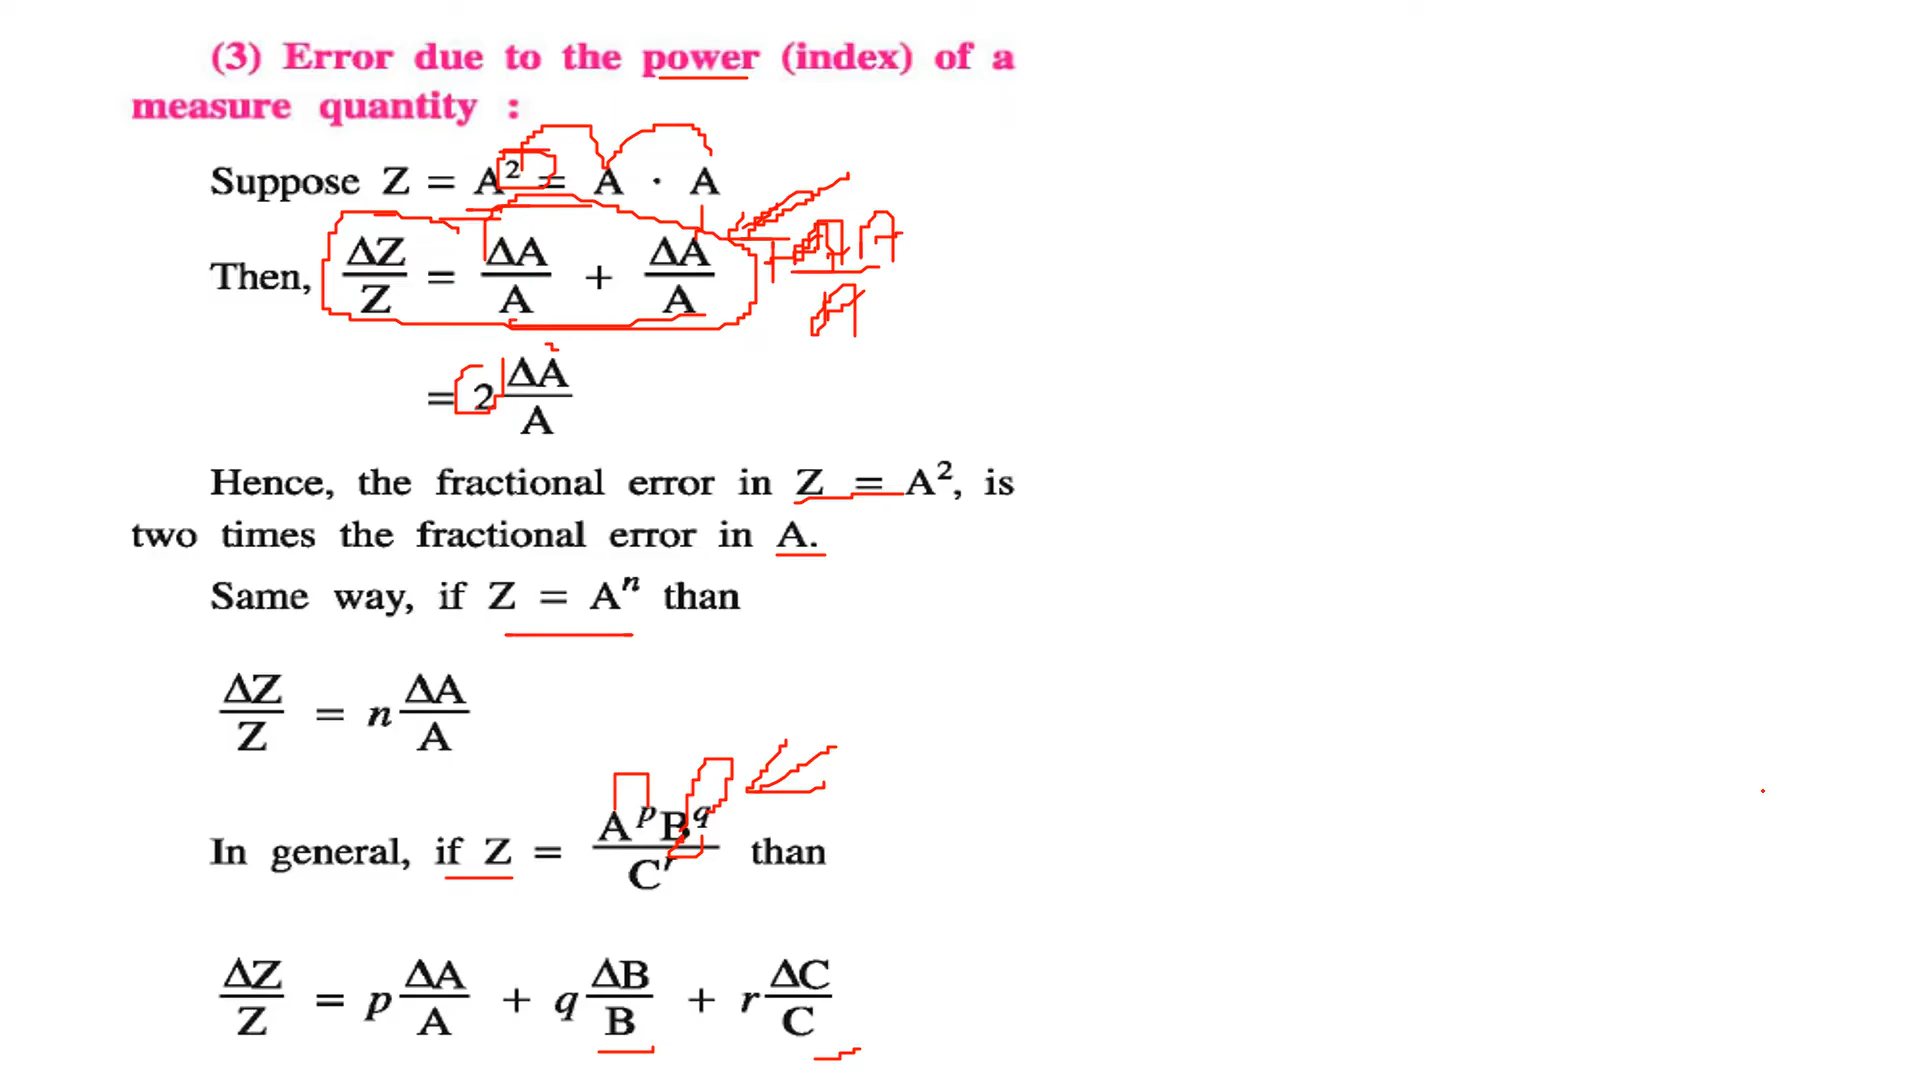 (3) Error due to the power (index) of a
measure quantity :
Suppose Z = A² = A · A
Then, ΔZ/Z = ΔA/A + ΔA/A + ΔA/A
= 2 ΔA/A
Hence, the fractional error in Z = A², is
two times the fractional error in A.
Same way, if Z = Aⁿ than
ΔZ/Z = n ΔA/A
In general, if Z = A^p B^q / C^r than
ΔZ/Z = p ΔA/A + q ΔB/B + r ΔC/C